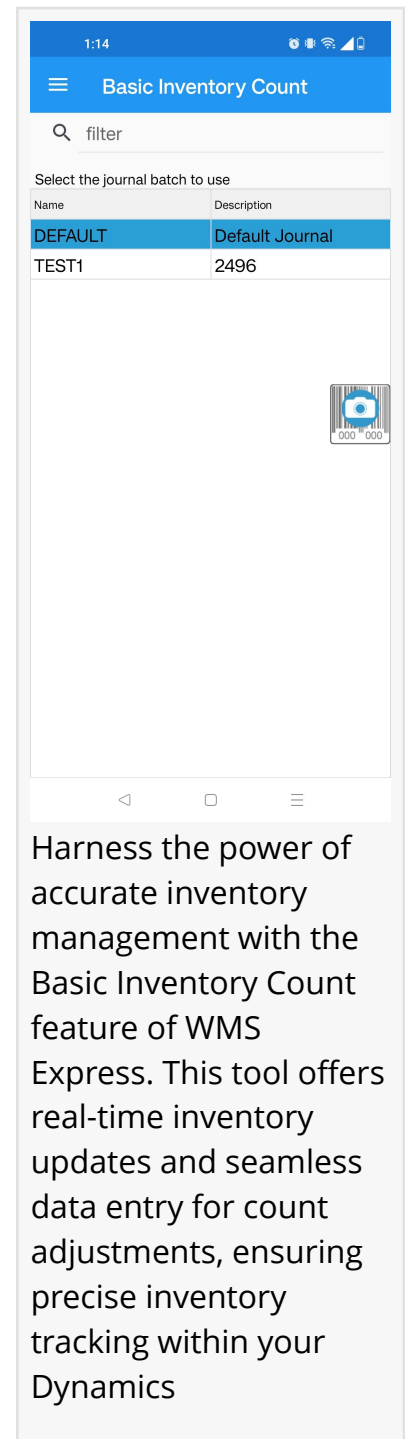 1:14
Basic Inventory Count
filter
Select the journal batch to use
Name Description
DEFAULT Default Journal
TEST1 2496
000 000
Harness the power of
accurate inventory
management with the
Basic Inventory Count
feature of WMS
Express. This tool offers
real-time inventory
updates and seamless
data entry for count
adjustments, ensuring
precise inventory
tracking within your
Dynamics